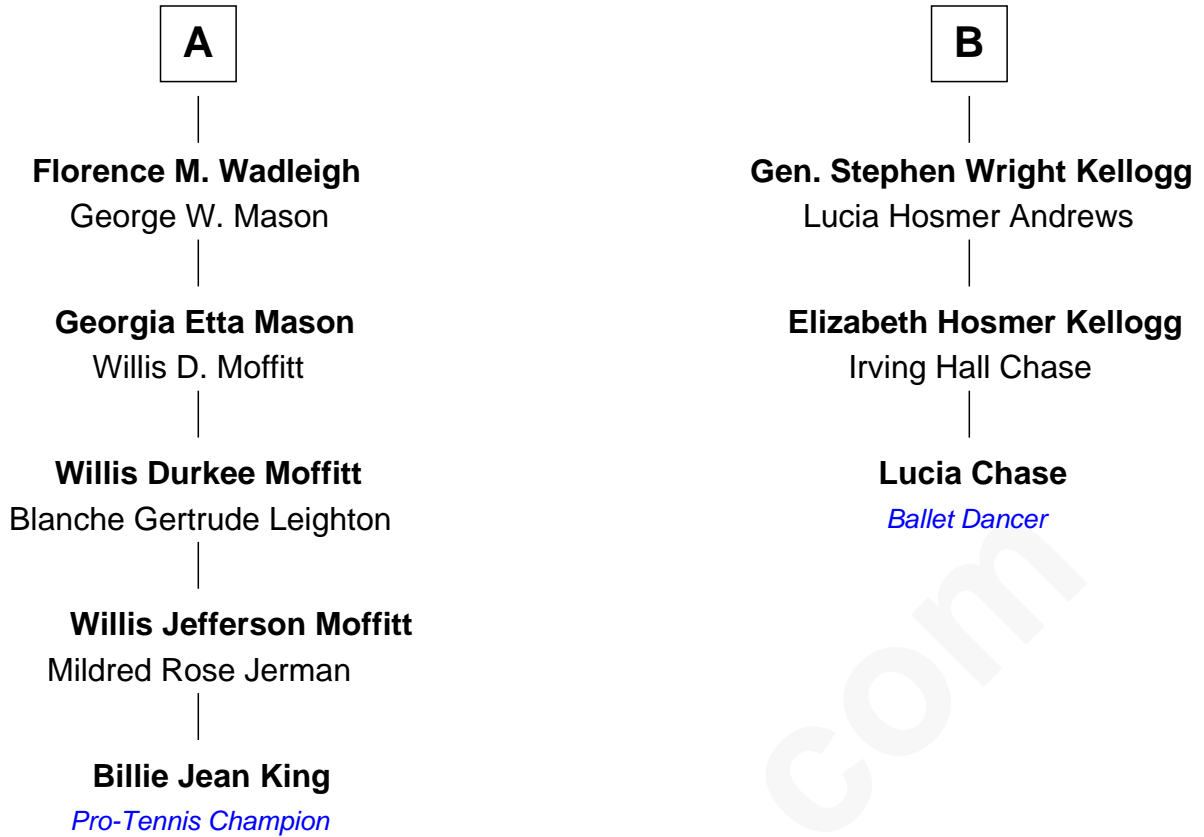 A
Florence M. Wadleigh
George W. Mason
Georgia Etta Mason
Willis D. Moffitt
Willis Durkee Moffitt
Blanche Gertrude Leighton
Willis Jefferson Moffitt
Mildred Rose Jerman
Billie Jean King
Pro-Tennis Champion
B
Gen. Stephen Wright Kellogg
Lucia Hosmer Andrews
Elizabeth Hosmer Kellogg
Irving Hall Chase
Lucia Chase
Ballet Dancer
com